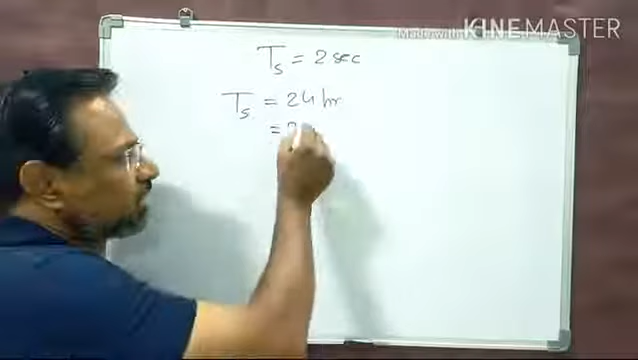 Made with KINEMASTER
Ts = 2 sec
Ts = 24 hr
=